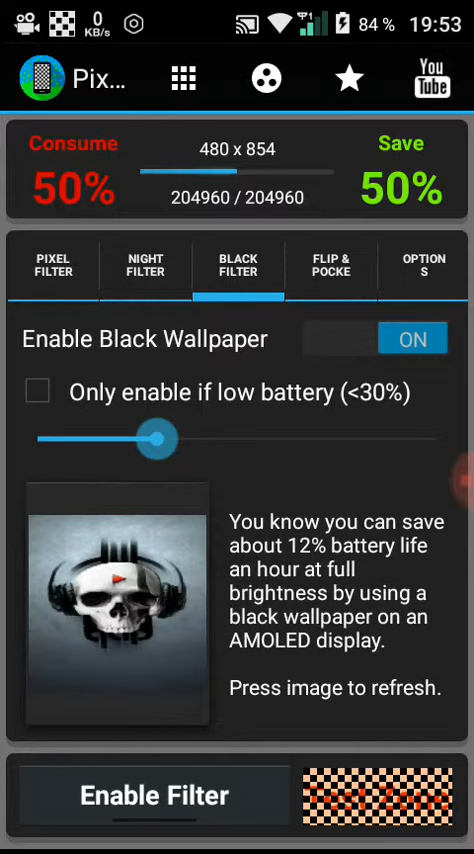 0
KB/s
84 %
19:53
Pix...
You
Tube
Consume
480 x 854
Save
50%
204960 / 204960
50%
PIXEL
FILTER
NIGHT
FILTER
BLACK
FILTER
FLIP &
POCKE
OPTION
S
Enable Black Wallpaper
ON
Only enable if low battery (<30%)
You know you can save
about 12% battery life
an hour at full
brightness by using a
black wallpaper on an
AMOLED display.
Press image to refresh.
Enable Filter
Test Zone